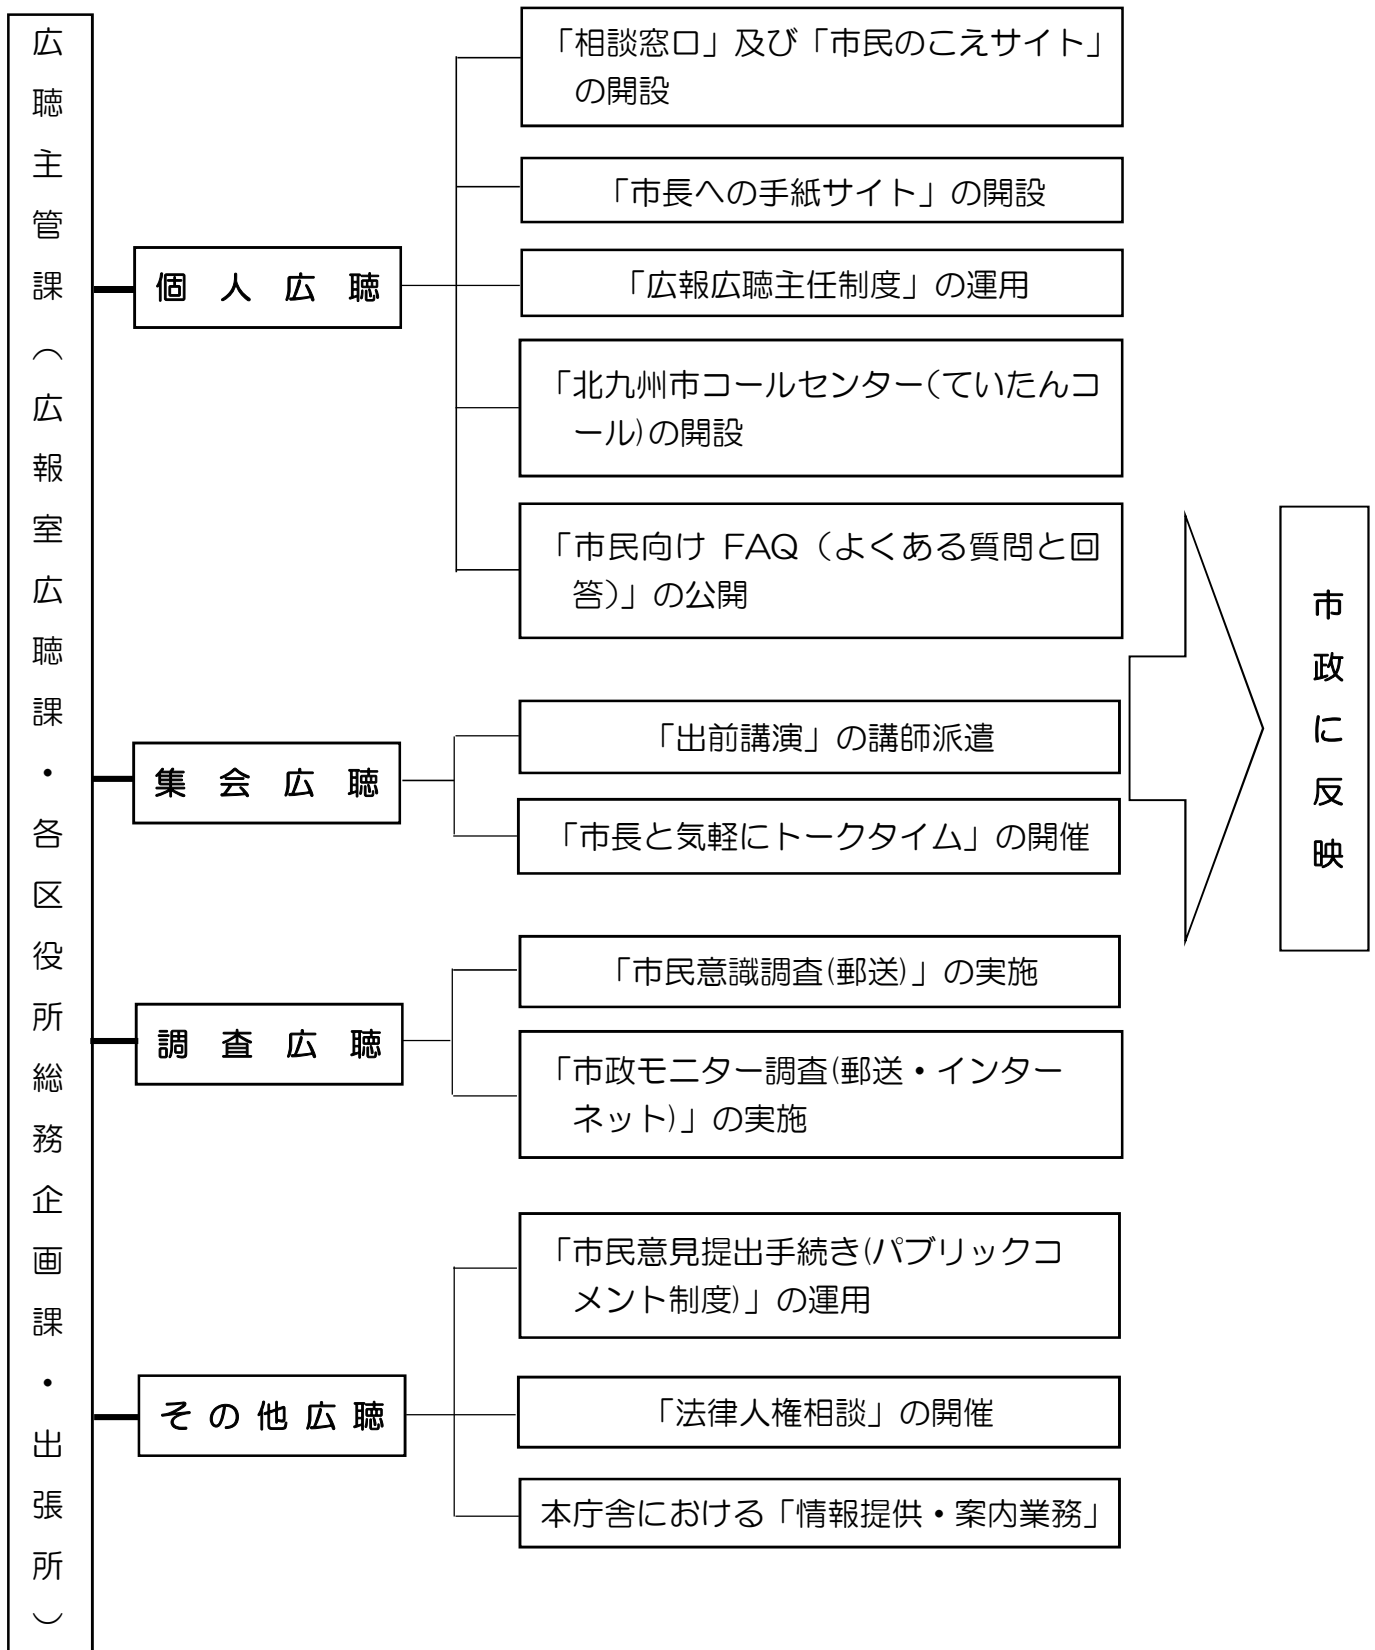 広聴主管課（広報室広聴課・各区役所総務企画課・出張所）
個人広聴
「相談窓口」及び「市民のこえサイト」
の開設
「市長への手紙サイト」の開設
「広報広聴主任制度」の運用
「北九州市コールセンター(ていたんコ
ール)の開設
「市民向け FAQ（よくある質問と回
答)」の公開
集会広聴
「出前講演」の講師派遣
「市長と気軽にトークタイム」の開催
調査広聴
「市民意識調査(郵送)」の実施
「市政モニター調査(郵送・インター
ネット)」の実施
その他広聴
「市民意見提出手続き(パブリックコ
メント制度)」の運用
「法律人権相談」の開催
本庁舎における「情報提供・案内業務」
市政に反映